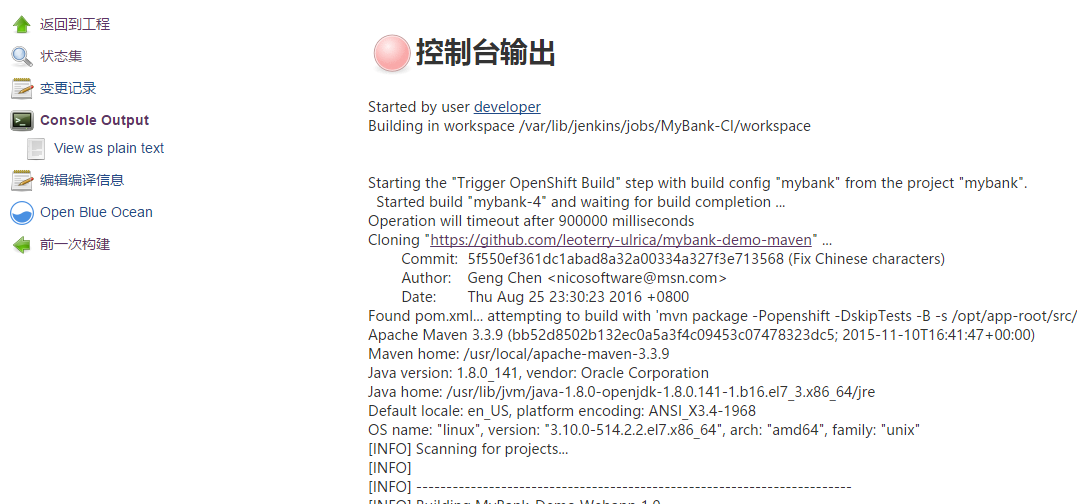 返回到工程
状态集
变更记录
Console Output
View as plain text
编辑编译信息
Open Blue Ocean
前一次构建
控制台输出
Started by user developer
Building in workspace /var/lib/jenkins/jobs/MyBank-CI/workspace
Starting the "Trigger OpenShift Build" step with build config "mybank" from the project "mybank".
Started build "mybank-4" and waiting for build completion ...
Operation will timeout after 900000 milliseconds
Cloning "https://github.com/leoterry-ulrica/mybank-demo-maven" ...
Commit: 5f550ef361dc1abad8a32a00334a327f3e713568 (Fix Chinese characters)
Author: Geng Chen <nicosoftware@msn.com>
Date: Thu Aug 25 23:30:23 2016 +0800
Found pom.xml... attempting to build with 'mvn package -Popenshift -DskipTests -B -s /opt/app-root/src/
Apache Maven 3.3.9 (bb52d8502b132ec0a5a3f4c09453c07478323dc5; 2015-11-10T16:41:47+00:00)
Maven home: /usr/local/apache-maven-3.3.9
Java version: 1.8.0_141, vendor: Oracle Corporation
Java home: /usr/lib/jvm/java-1.8.0-openjdk-1.8.0.141-1.b16.el7_3.x86_64/jre
Default locale: en_US, platform encoding: ANSI_X3.4-1968
OS name: "linux", version: "3.10.0-514.2.2.el7.x86_64", arch: "amd64", family: "unix"
[INFO] Scanning for projects...
[INFO]
[INFO] ------------------------------------------------------------------------
[INFO] Building MyBank Demo Webapp 1.0